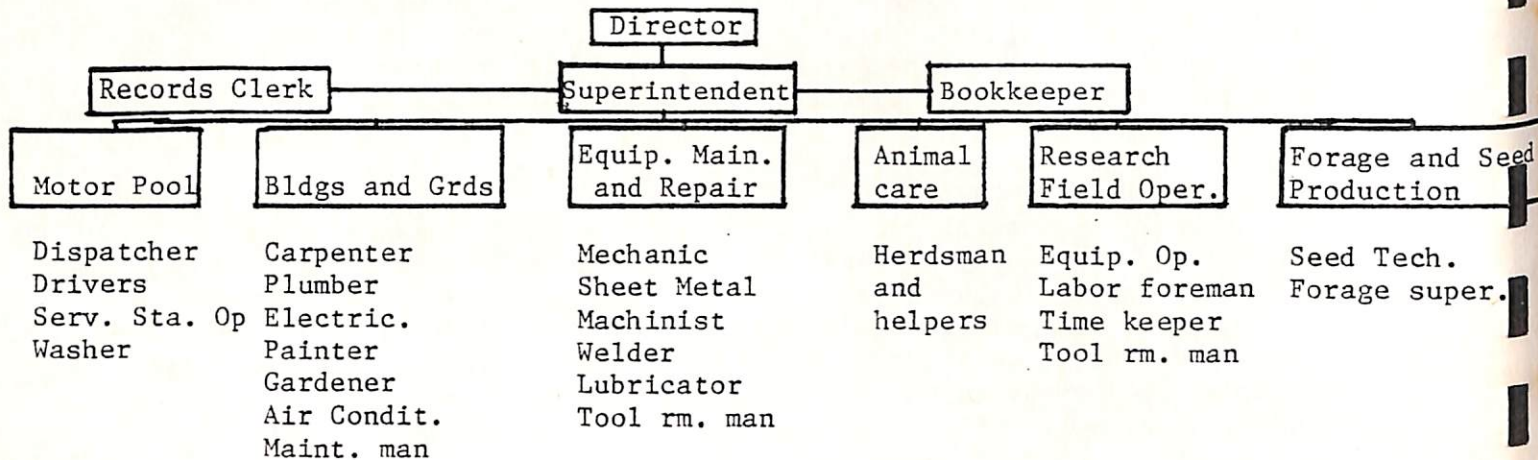 Director
Records Clerk
Superintendent
Bookkeeper
Motor Pool
Bldgs and Grds
Equip. Main.
and Repair
Animal
care
Research
Field Oper.
Forage and Seed
Production
Dispatcher
Drivers
Serv. Sta. Op
Washer
Carpenter
Plumber
Electric.
Painter
Gardener
Air Condit.
Maint. man
Mechanic
Sheet Metal
Machinist
Welder
Lubricator
Tool rm. man
Herdsman
and
helpers
Equip. Op.
Labor foreman
Time keeper
Tool rm. man
Seed Tech.
Forage super.